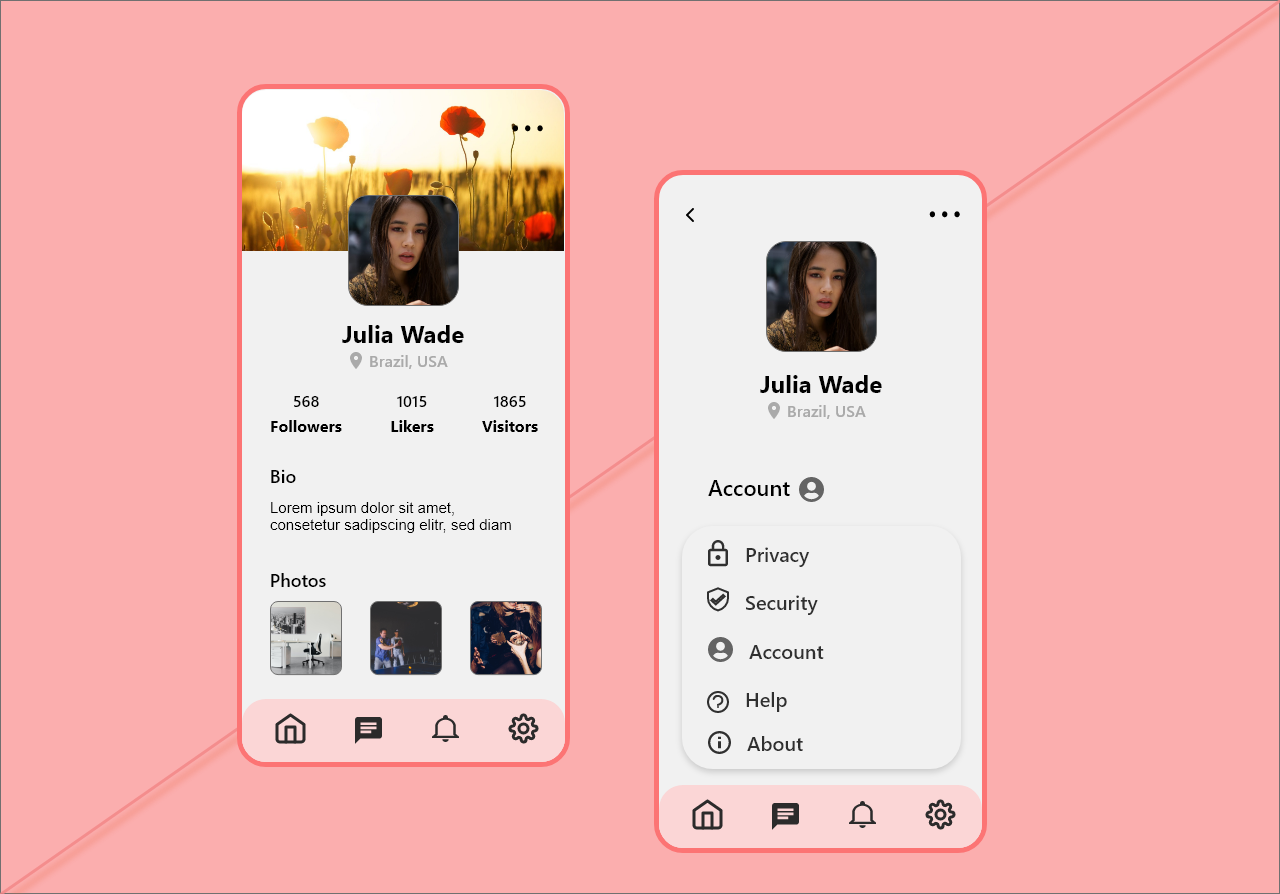 Julia Wade
Brazil, USA
568 1015 1865
Followers Likers Visitors
Bio
Lorem ipsum dolor sit amet,
consetetur sadipscing elitr, sed diam
Photos
Julia Wade
Brazil, USA
Account
Privacy
Security
Account
Help
About